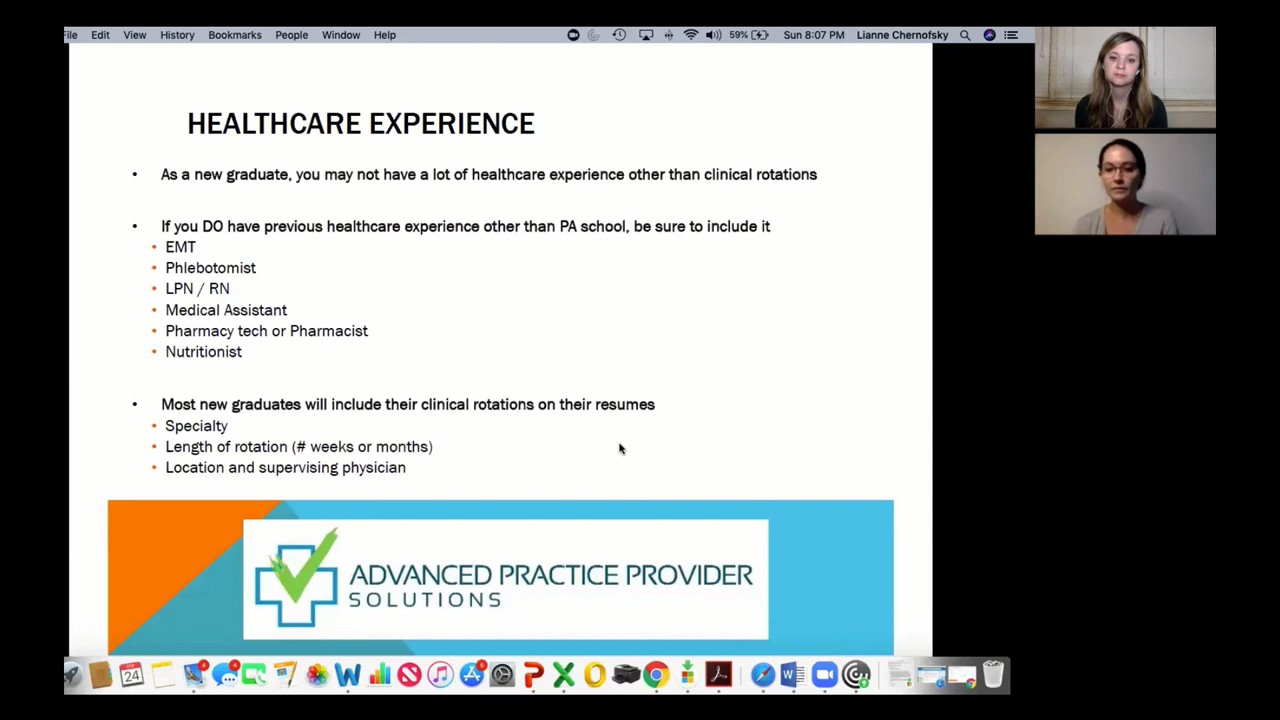 File Edit View History Bookmarks People Window Help 59% Sun 8:07 PM Lianne Chernofsky
HEALTHCARE EXPERIENCE
• As a new graduate, you may not have a lot of healthcare experience other than clinical rotations
• If you DO have previous healthcare experience other than PA school, be sure to include it
• EMT
• Phlebotomist
• LPN / RN
• Medical Assistant
• Pharmacy tech or Pharmacist
• Nutritionist
• Most new graduates will include their clinical rotations on their resumes
• Specialty
• Length of rotation (# weeks or months)
• Location and supervising physician
ADVANCED PRACTICE PROVIDER
SOLUTIONS
24